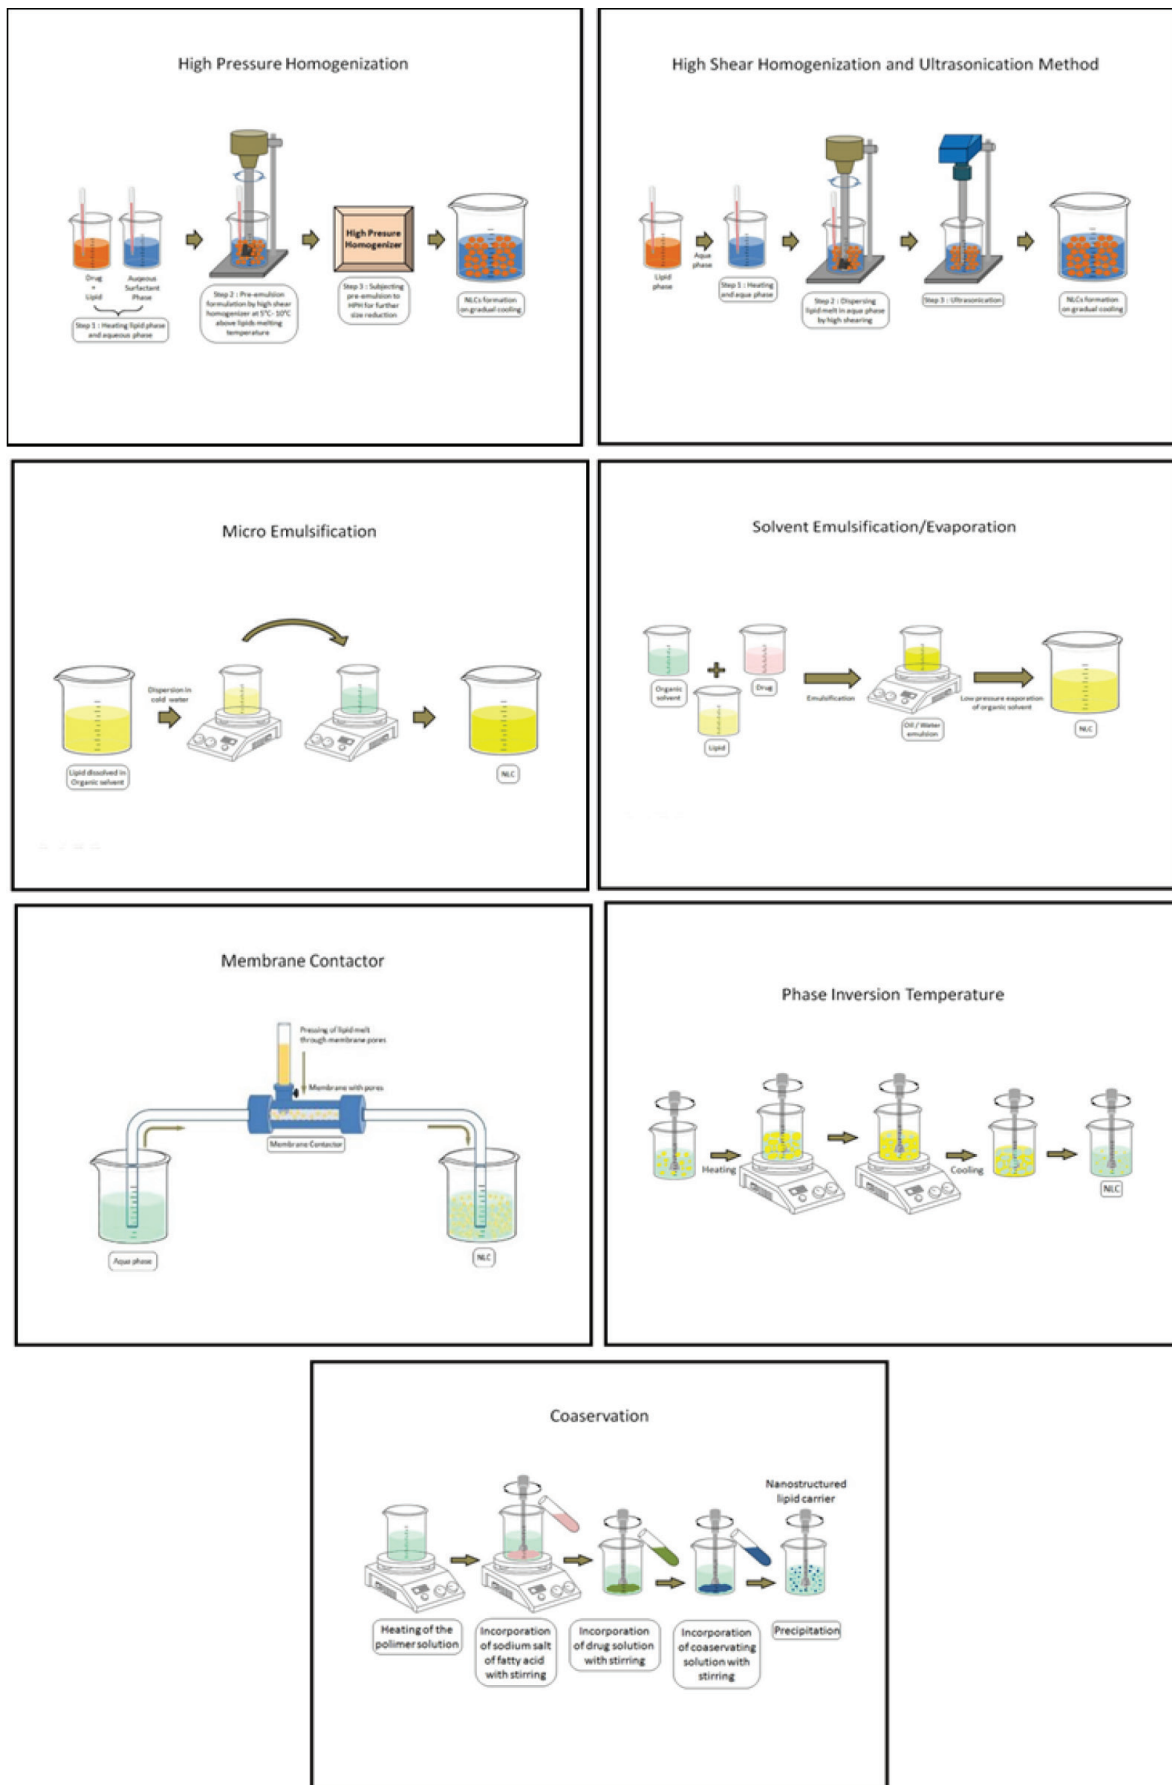 High Pressure Homogenization
Drug
+
Lipid
Auqeous
Surfactant
Phase
Step 1 : Heating lipid phase
and aqueous phase
Step 2 : Pre-emulsion
formulation by high shear
homogenizer at 5°C- 10°C
above lipids melting
temperature
High Presure
Homogenizer
Step 3 : Subjecting
pre-emulsion to
HPH for further
size reduction
NLCs formation
on gradual cooling
High Shear Homogenization and Ultrasonication Method
Lipid
phase
Aqua
phase
Step 1 : Heating
and aqua phase
Step 2 : Dispersing
lipid melt in aqua phase
by high shearing
Step 3 : Ultrasonication
NLCs formation
on gradual cooling
Micro Emulsification
Lipid dissolved in
Organic solvent
Dispersion in
cold water
NLC
Solvent Emulsification/Evaporation
Organic
solvent
Drug
Lipid
Emulsification
Oil / Water
emulsion
Low pressure evaporation
of organic solvent
NLC
Membrane Contactor
Pressing of lipid melt
through membrane pores
Membrane with pores
Membrane Contactor
Aqua phase
NLC
Phase Inversion Temperature
Heating
Cooling
NLC
Coaservation
Nanostructured
lipid carrier
Heating of the
polimer solution
Incorporation
of sodium salt
of fatty acid
with stirring
Incorporation
of drug solution
with stirring
Incorporation
of coaservating
solution with
stirring
Precipitation